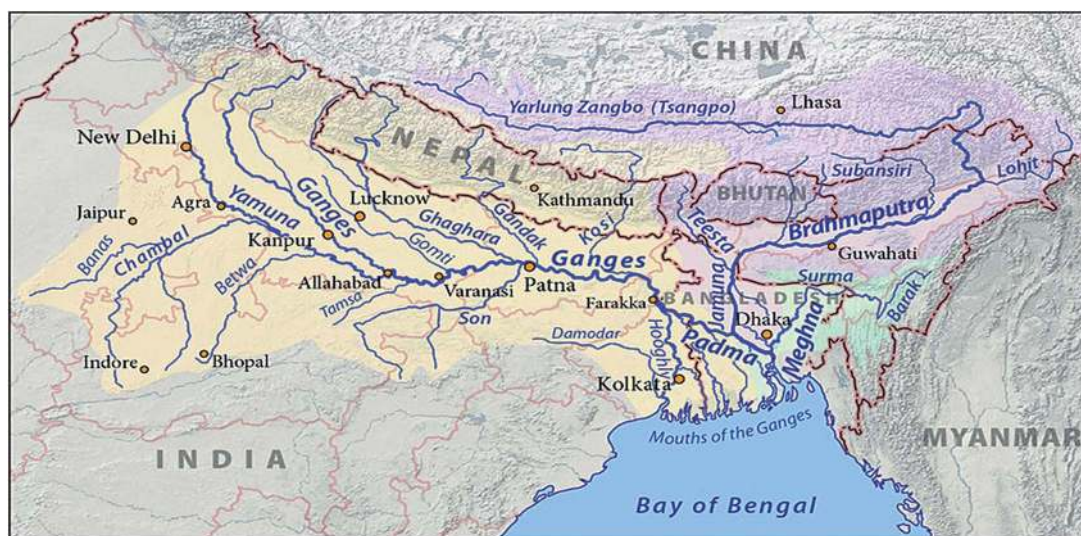 CHINA
Yarlung Zangbo (Tsangpo)
Lhasa
New Delhi
NEPAL
Kathmandu
BHUTAN
Subansiri
Lohit
Agra
Jaipur
Yamuna
Ganges
Lucknow
Ghaghara
Gandak
Kosi
Teesta
Brahmaputra
Guwahati
Banas
Chambal
Kanpur
Gomti
Betwa
Ganges
Allahabad
Varanasi
Patna
Farakka
BANGLADESH
Jamuna
Surma
Barak
Tamsa
Son
Damodar
Hooghly
Padma
Dhaka
Meghna
Indore
Bhopal
Kolkata
Mouths of the Ganges
INDIA
MYANMAR
Bay of Bengal